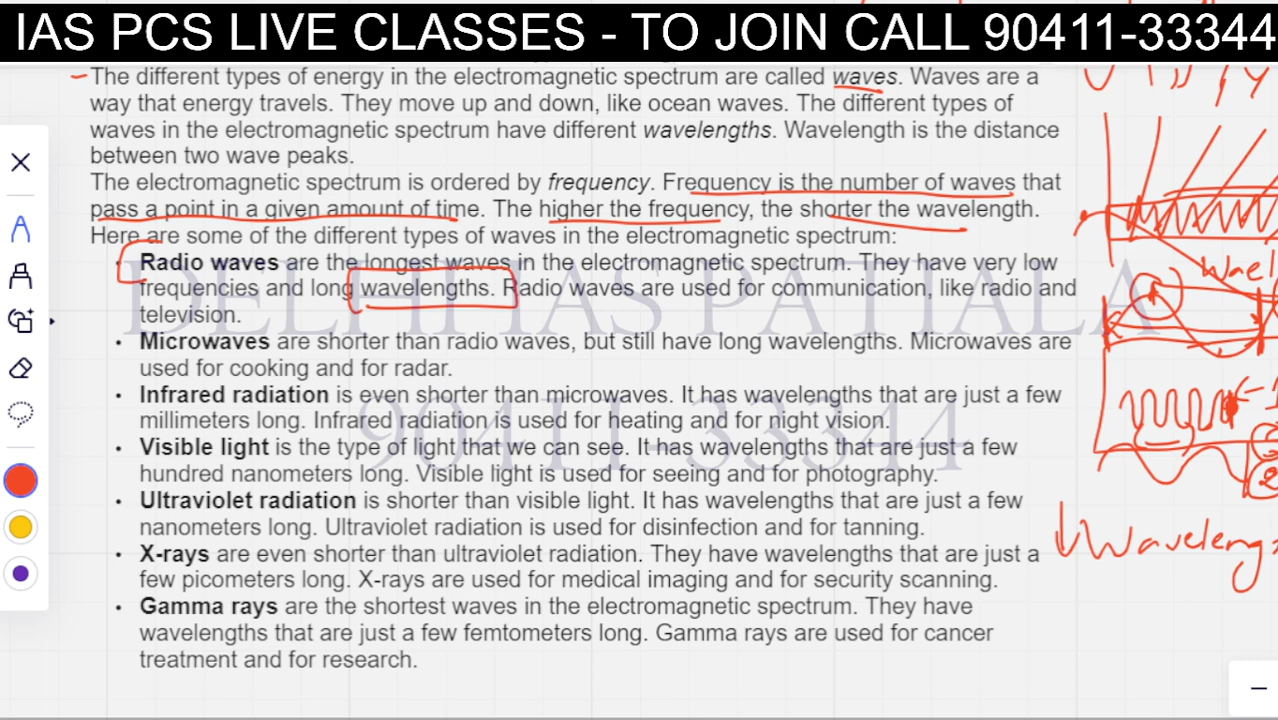 IAS PCS LIVE CLASSES - TO JOIN CALL 90411-33344
The different types of energy in the electromagnetic spectrum are called waves. Waves are a
way that energy travels. They move up and down, like ocean waves. The different types of
waves in the electromagnetic spectrum have different wavelengths. Wavelength is the distance
between two wave peaks.
The electromagnetic spectrum is ordered by frequency. Frequency is the number of waves that
pass a point in a given amount of time. The higher the frequency, the shorter the wavelength.
Here are some of the different types of waves in the electromagnetic spectrum:
• Radio waves are the longest waves in the electromagnetic spectrum. They have very low
frequencies and long wavelengths. Radio waves are used for communication, like radio and
television.
DELHI IAS PATIALA
• Microwaves are shorter than radio waves, but still have long wavelengths. Microwaves are
used for cooking and for radar.
• Infrared radiation is even shorter than microwaves. It has wavelengths that are just a few
millimeters long. Infrared radiation is used for heating and for night vision.
90411-33344
• Visible light is the type of light that we can see. It has wavelengths that are just a few
hundred nanometers long. Visible light is used for seeing and for photography.
• Ultraviolet radiation is shorter than visible light. It has wavelengths that are just a few
nanometers long. Ultraviolet radiation is used for disinfection and for tanning.
• X-rays are even shorter than ultraviolet radiation. They have wavelengths that are just a
few picometers long. X-rays are used for medical imaging and for security scanning.
• Gamma rays are the shortest waves in the electromagnetic spectrum. They have
wavelengths that are just a few femtometers long. Gamma rays are used for cancer
treatment and for research.
Waveleng